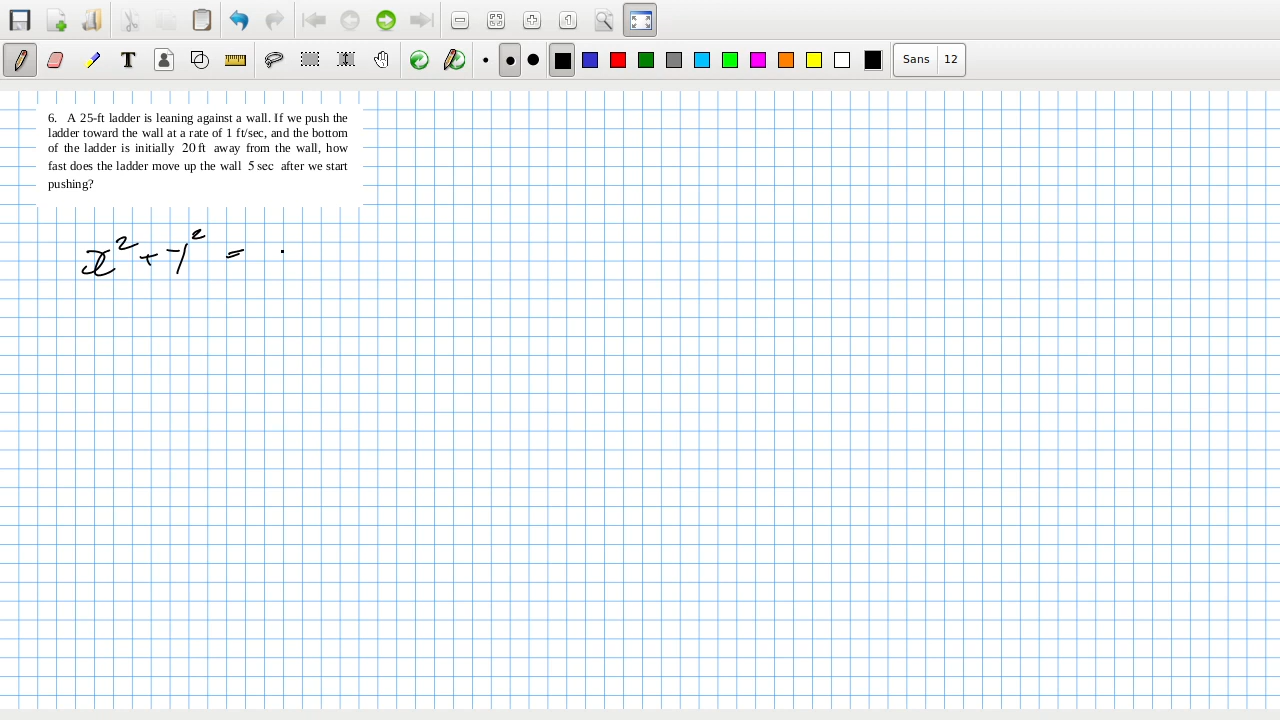 Sans 12
6. A 25-ft ladder is leaning against a wall. If we push the
ladder toward the wall at a rate of 1 ft/sec, and the bottom
of the ladder is initially 20 ft away from the wall, how
fast does the ladder move up the wall 5 sec after we start
pushing?
x² + y² =